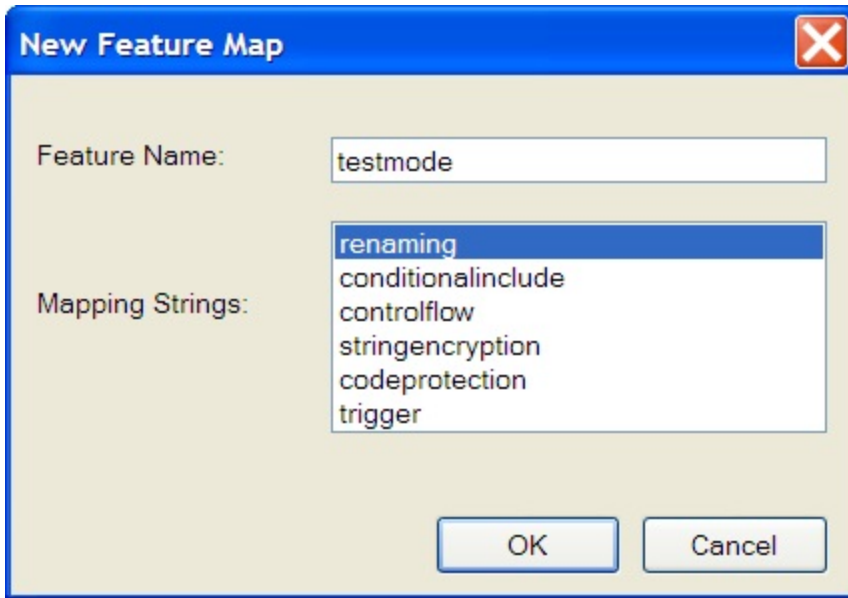 New Feature Map
Feature Name:
testmode
Mapping Strings:
renaming
conditionalinclude
controlflow
stringencryption
codeprotection
trigger
OK
Cancel